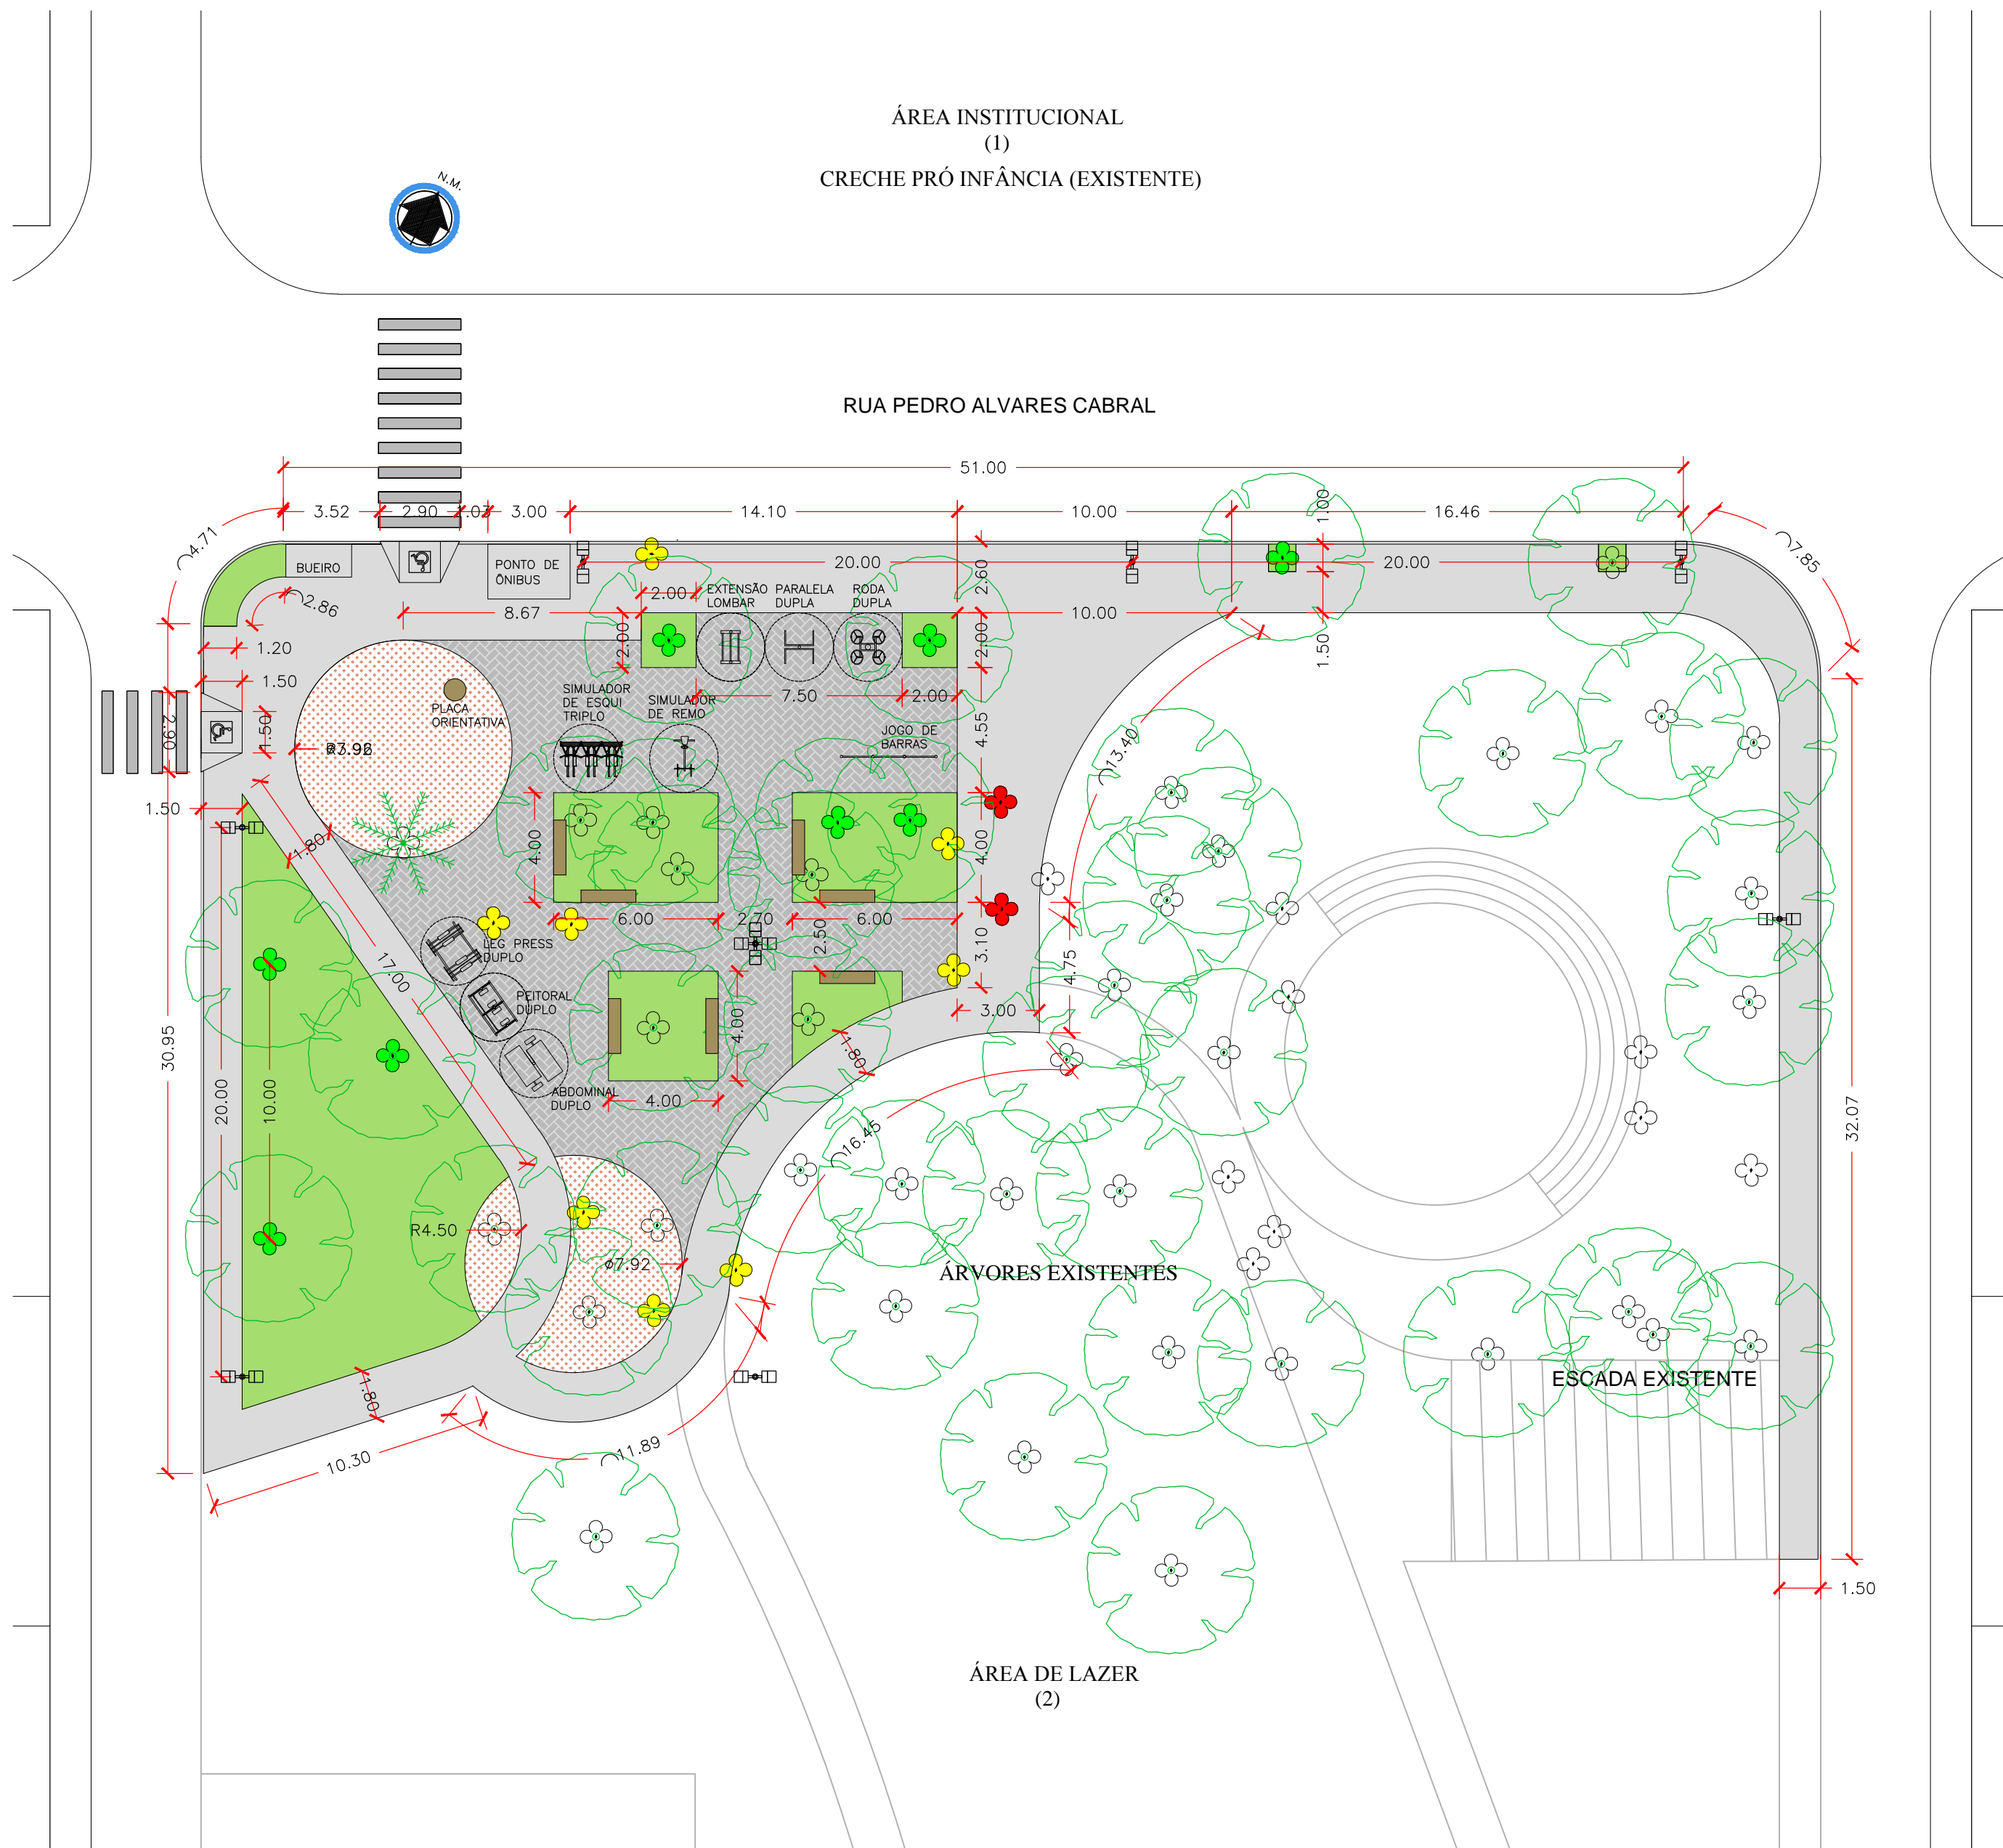 ÁREA INSTITUCIONAL
(1)
CRECHE PRÓ INFÂNCIA (EXISTENTE)
N.M.
RUA PEDRO ALVARES CABRAL
51.00
3.52
2.90
1.03
3.00
14.10
10.00
16.46
1.00
4.71
7.85
BUEIRO
PONTO DE
ÔNIBUS
20.00
20.00
2.60
2.86
2.00
EXTENSÃO
LOMBAR
PARALELA
DUPLA
RODA
DUPLA
8.67
10.00
1.20
2.00
2.00
1.50
1.50
7.50
2.00
SIMULADOR
DE ESQUI
TRIPLO
SIMULADOR
DE REMO
PLACA
ORIENTATIVA
2.90
1.50
JOGO DE
BARRAS
4.55
13.40
1.50
1.80
4.00
4.00
6.00
2.70
6.00
2.50
3.10
LEG PRESS
DUPLO
17.00
4.75
PEITORAL
DUPLO
3.00
4.00
1.80
30.95
20.00
10.00
ABDOMINAL
DUPLO
4.00
16.45
32.07
R4.50
ø7.92
ÁRVORES EXISTENTES
ESCADA EXISTENTE
1.80
10.30
11.89
1.50
ÁREA DE LAZER
(2)